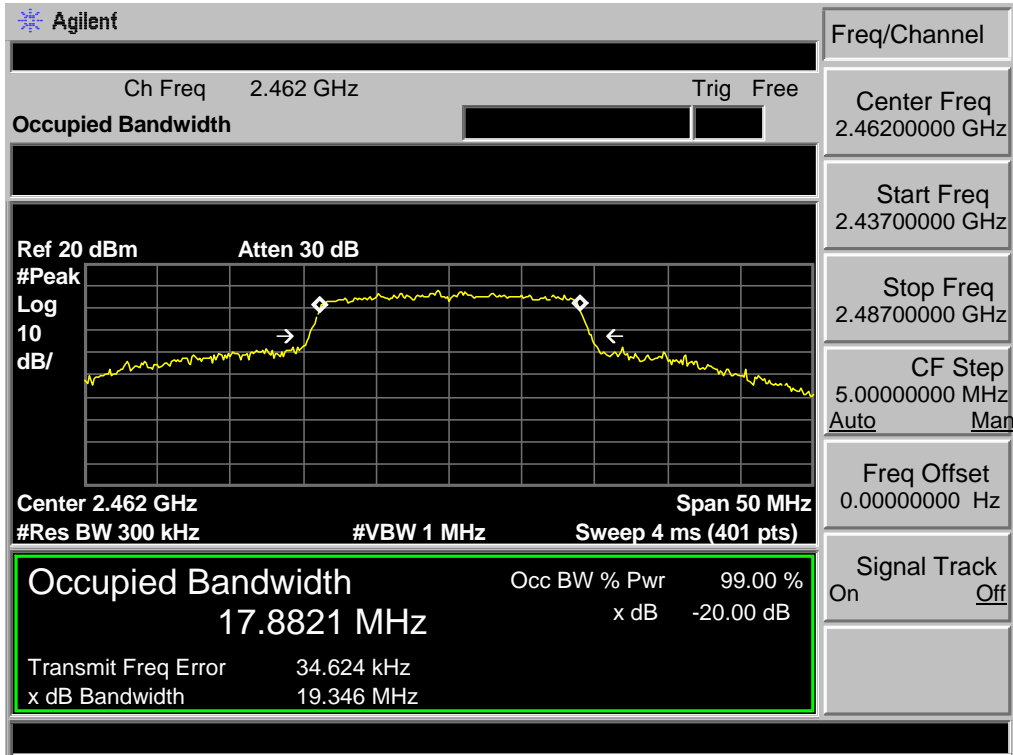 Agilent
Freq/Channel
Ch Freq 2.462 GHz Trig Free
Occupied Bandwidth
Center Freq
2.46200000 GHz
Start Freq
2.43700000 GHz
Stop Freq
2.48700000 GHz
CF Step
5.00000000 MHz
Auto Man
Freq Offset
0.00000000 Hz
Signal Track
On Off
Ref 20 dBm Atten 30 dB
#Peak
Log
10
dB/
Center 2.462 GHz Span 50 MHz
#Res BW 300 kHz #VBW 1 MHz Sweep 4 ms (401 pts)
Occupied Bandwidth Occ BW % Pwr 99.00 %
17.8821 MHz x dB -20.00 dB
Transmit Freq Error 34.624 kHz
x dB Bandwidth 19.346 MHz